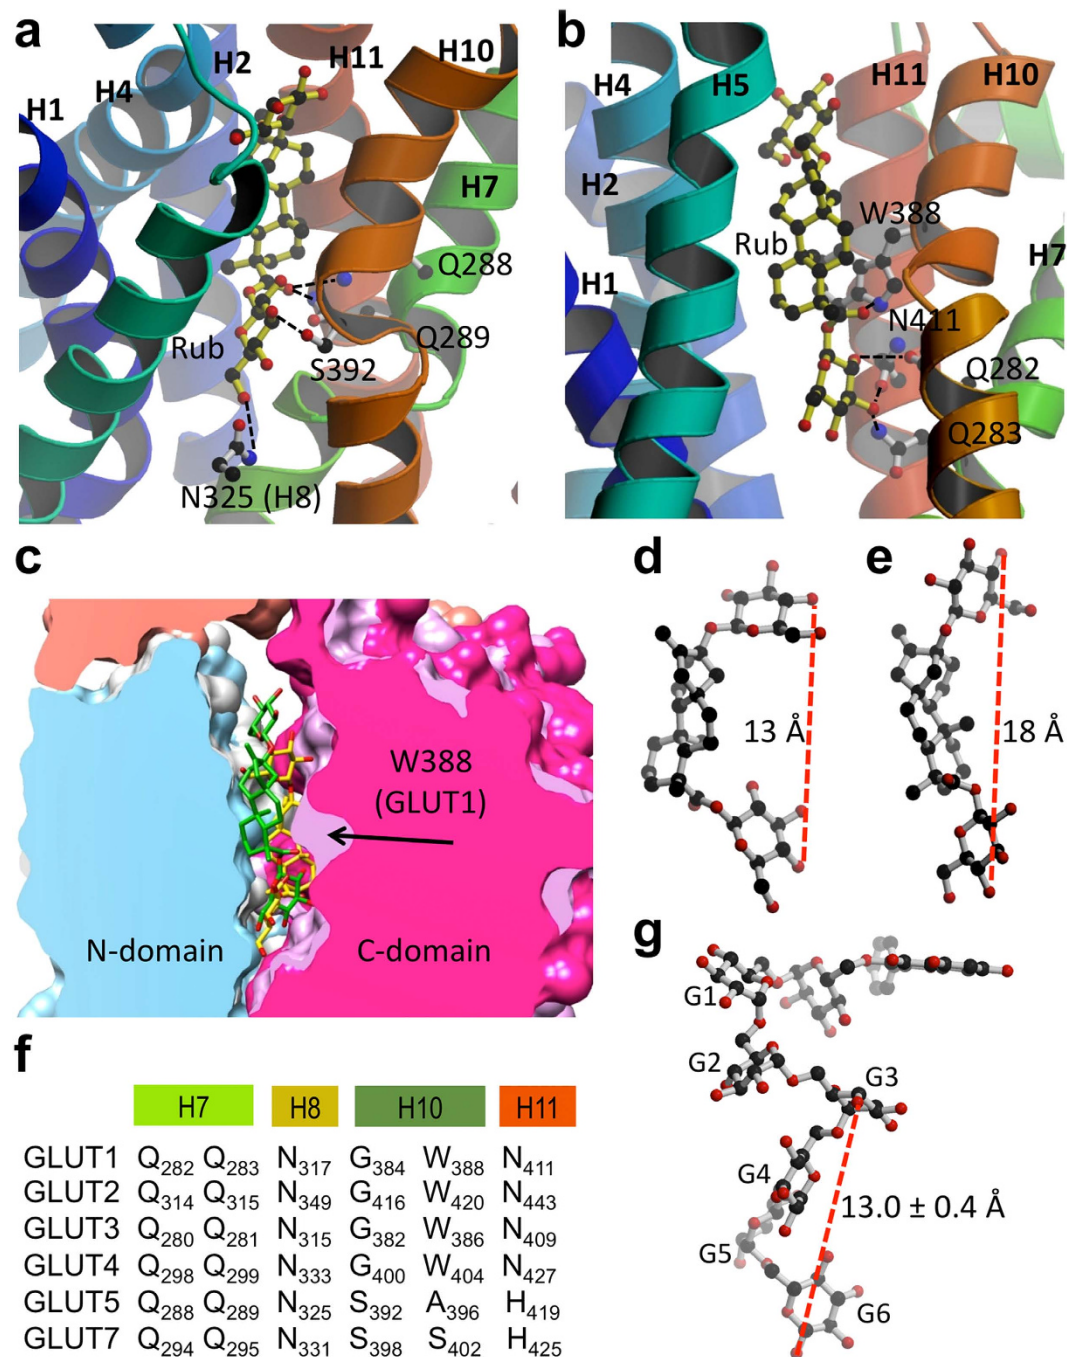 a
H2
H11
H10
H4
H1
H7
Q288
Q289
Rub
S392
N325 (H8)
b
H4
H5
H11
H10
H2
W388
Rub
H7
H1
N411
Q282
Q283
c
W388
(GLUT1)
N-domain
C-domain
d
13 Å
e
18 Å
f
H7 H8 H10 H11
GLUT1 Q282 Q283 N317 G384 W388 N411
GLUT2 Q314 Q315 N349 G416 W420 N443
GLUT3 Q280 Q281 N315 G382 W386 N409
GLUT4 Q298 Q299 N333 G400 W404 N427
GLUT5 Q288 Q289 N325 S392 A396 H419
GLUT7 Q294 Q295 N331 S398 S402 H425
g
G1
G2
G3
G4
13.0 ± 0.4 Å
G5
G6